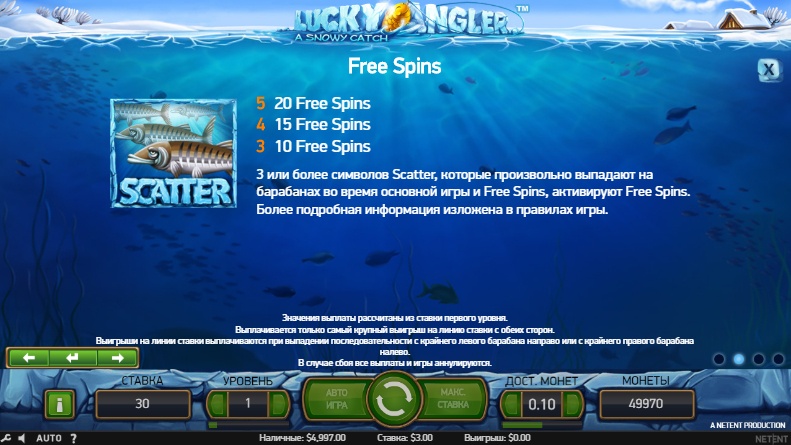 LUCKY ANGLER™
A SNOWY CATCH
Free Spins
X
5 20 Free Spins
4 15 Free Spins
3 10 Free Spins
SCATTER
3 или более символов Scatter, которые произвольно выпадают на
барабанах во время основной игры и Free Spins, активируют Free Spins.
Более подробная информация изложена в правилах игры.
Значения выплаты рассчитаны из ставки первого уровня.
Выплачивается только самый крупный выигрыш на линию ставки с обеих сторон.
Выигрыши на линии ставки выплачиваются при выпадении последовательности с крайнего левого барабана направо или с крайнего правого барабана
налево.
В случае сбоя все выплаты и игры аннулируются.
СТАВКА
30
УРОВЕНЬ
1
АВТО
ИГРА
МАКС.
СТАВКА
ДОСТ. МОНЕТ
0.10
МОНЕТЫ
49970
A NETENT PRODUCTION
AUTO ?
Наличные: $4,997.00 Ставка: $3.00 Выигрыш: $0.00
NETENT